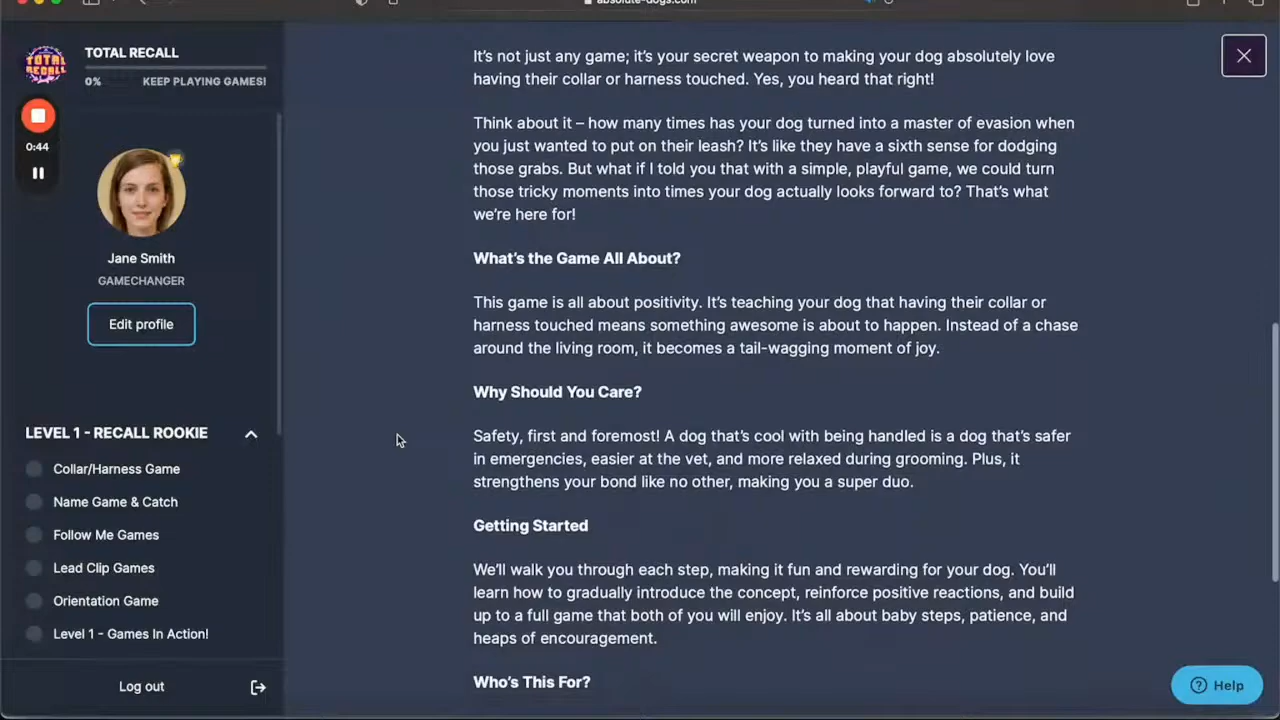 absolute-dogs.com
TOTAL RECALL
TOTAL RECALL
0% KEEP PLAYING GAMES!
0:44
Jane Smith
GAMECHANGER
Edit profile
LEVEL 1 - RECALL ROOKIE
Collar/Harness Game
Name Game & Catch
Follow Me Games
Lead Clip Games
Orientation Game
Level 1 - Games In Action!
Log out
It's not just any game; it's your secret weapon to making your dog absolutely love
having their collar or harness touched. Yes, you heard that right!
Think about it – how many times has your dog turned into a master of evasion when
you just wanted to put on their leash? It's like they have a sixth sense for dodging
those grabs. But what if I told you that with a simple, playful game, we could turn
those tricky moments into times your dog actually looks forward to? That's what
we're here for!
What's the Game All About?
This game is all about positivity. It's teaching your dog that having their collar or
harness touched means something awesome is about to happen. Instead of a chase
around the living room, it becomes a tail-wagging moment of joy.
Why Should You Care?
Safety, first and foremost! A dog that's cool with being handled is a dog that's safer
in emergencies, easier at the vet, and more relaxed during grooming. Plus, it
strengthens your bond like no other, making you a super duo.
Getting Started
We'll walk you through each step, making it fun and rewarding for your dog. You'll
learn how to gradually introduce the concept, reinforce positive reactions, and build
up to a full game that both of you will enjoy. It's all about baby steps, patience, and
heaps of encouragement.
Who's This For?
Help